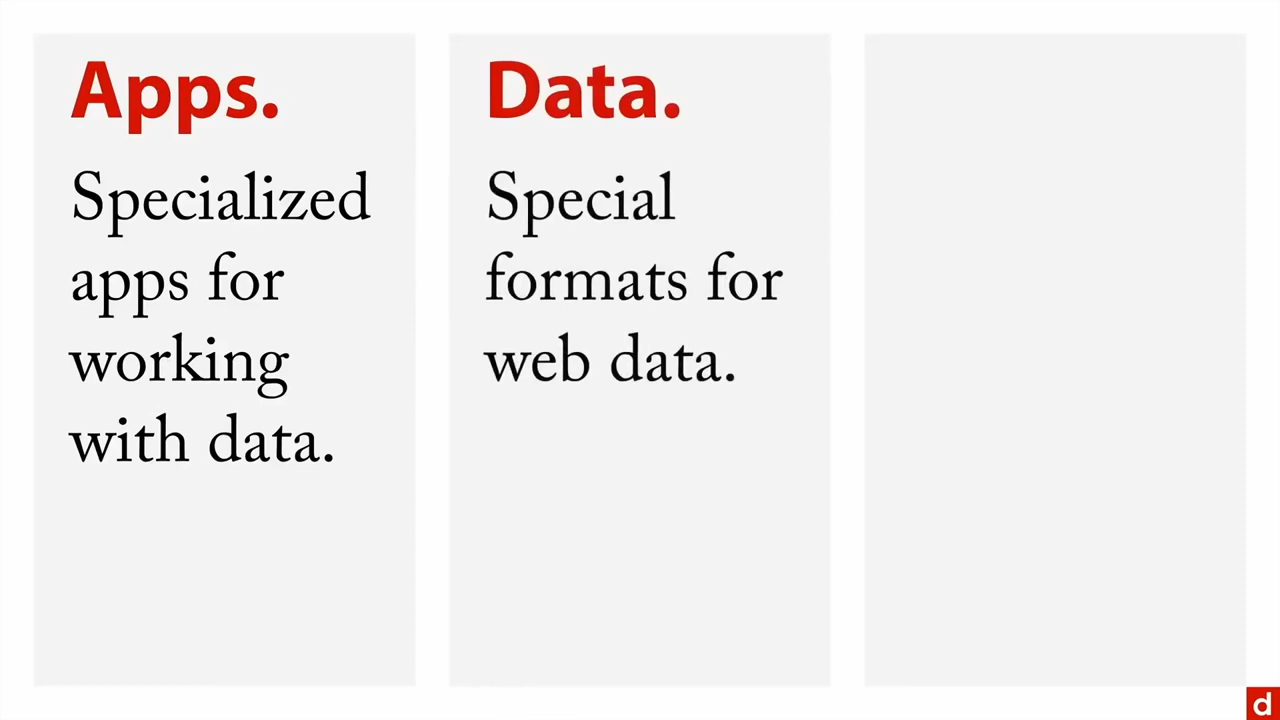 Apps.
Specialized
apps for
working
with data.
Data.
Special
formats for
web data.
d